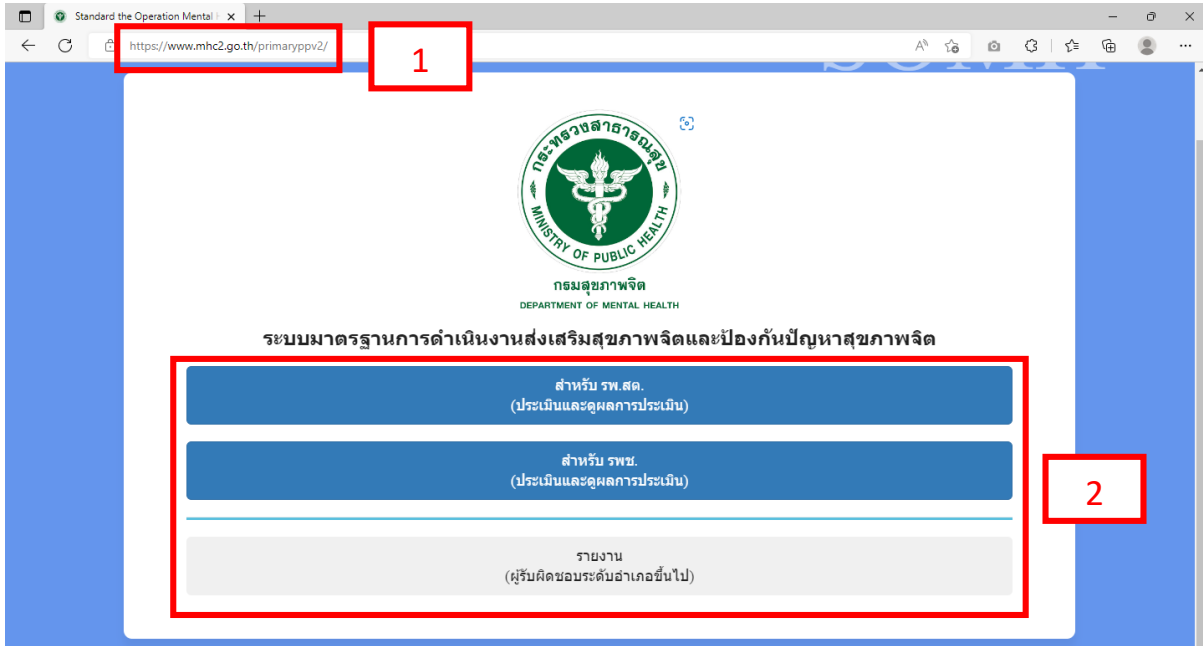 Standard the Operation Mental H
https://www.mhc2.go.th/primaryppv2/
1
กระทรวงสาธารณสุข
MINISTRY OF PUBLIC HEALTH
กรมสุขภาพจิต
DEPARTMENT OF MENTAL HEALTH
ระบบมาตรฐานการดำเนินงานส่งเสริมสุขภาพจิตและป้องกันปัญหาสุขภาพจิต
สำหรับ รพ.สต.
(ประเมินและดูผลการประเมิน)
สำหรับ รพช.
(ประเมินและดูผลการประเมิน)
2
รายงาน
(ผู้รับผิดชอบระดับอำเภอขึ้นไป)